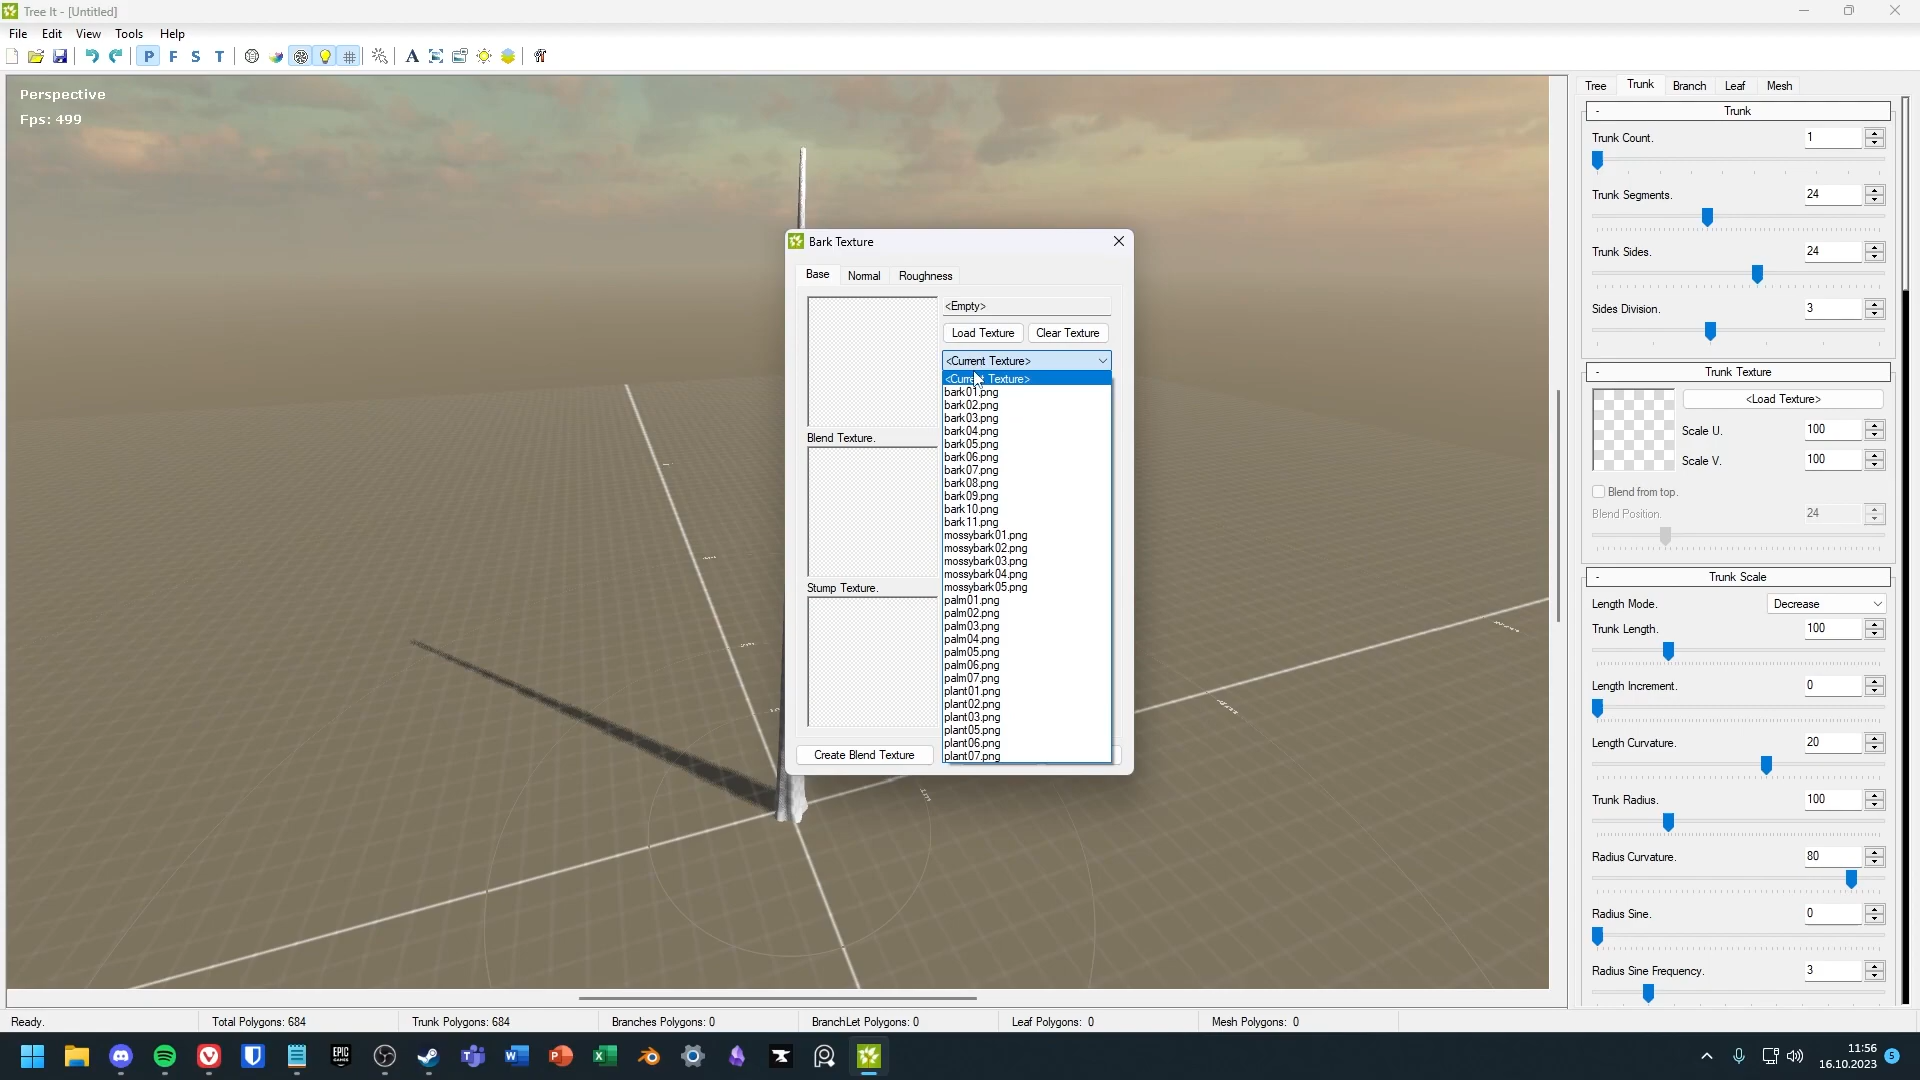 Tree It - [Untitled]
File Edit View Tools Help
P F S T A
Perspective
Fps: 499
Bark Texture
Base Normal Roughness
<Empty>
Load Texture Clear Texture
<Current Texture>
<Current Texture>
bark01.png
bark02.png
bark03.png
bark04.png
bark05.png
bark06.png
bark07.png
bark08.png
bark09.png
bark10.png
bark11.png
mossybark01.png
mossybark02.png
mossybark03.png
mossybark04.png
mossybark05.png
palm01.png
palm02.png
palm03.png
palm04.png
palm05.png
palm06.png
palm07.png
plant01.png
plant02.png
plant03.png
plant05.png
plant06.png
plant07.png
Blend Texture.
Stump Texture.
Create Blend Texture
Tree Trunk Branch Leaf Mesh
- Trunk
Trunk Count. 1
Trunk Segments. 24
Trunk Sides. 24
Sides Division. 3
- Trunk Texture
<Load Texture>
Scale U. 100
Scale V. 100
Blend from top.
Blend Position. 24
- Trunk Scale
Length Mode. Decrease
Trunk Length. 100
Length Increment. 0
Length Curvature. 20
Trunk Radius. 100
Radius Curvature. 80
Radius Sine. 0
Radius Sine Frequency. 3
Ready. Total Polygons: 684 Trunk Polygons: 684 Branches Polygons: 0 BranchLet Polygons: 0 Leaf Polygons: 0 Mesh Polygons: 0
EPIC GAMES
11:56
16.10.2023
5